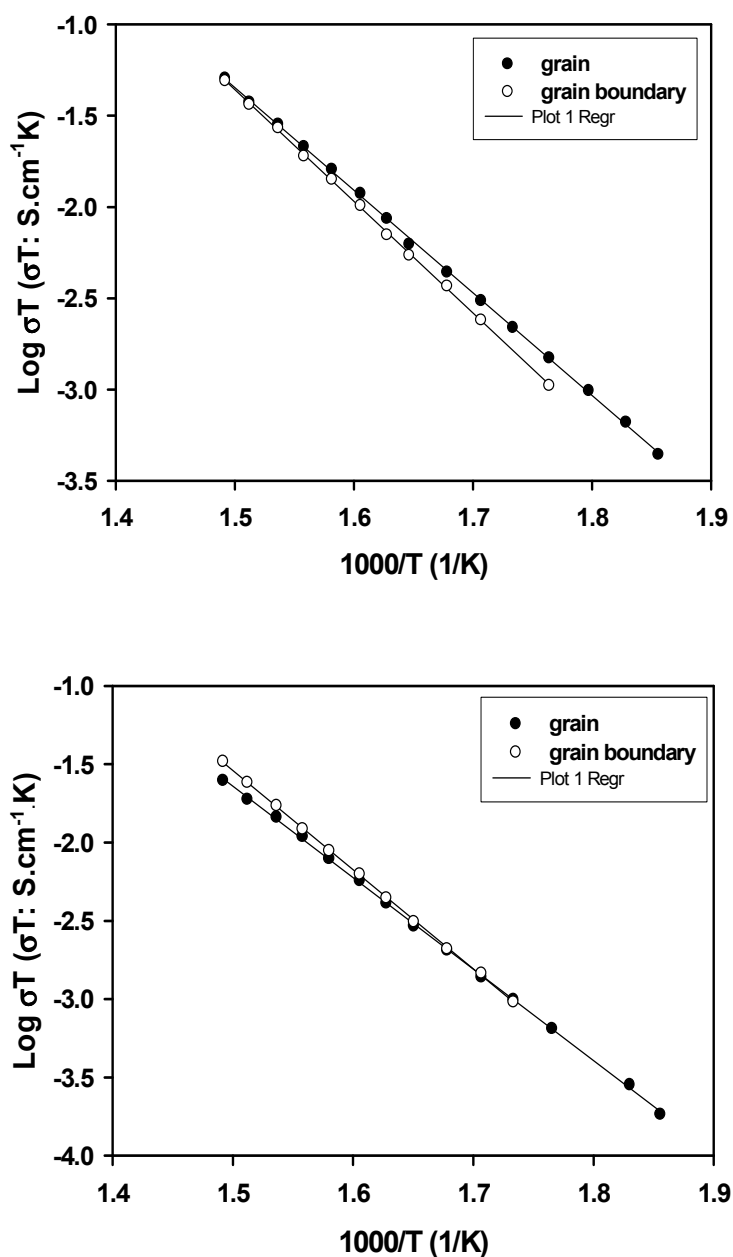 -1.0
-1.5
-2.0
-2.5
-3.0
-3.5
Log σT (σT: S.cm⁻¹K)
grain
grain boundary
Plot 1 Regr
1.4 1.5 1.6 1.7 1.8 1.9
1000/T (1/K)
-1.0
-1.5
-2.0
-2.5
-3.0
-3.5
-4.0
Log σT (σT: S.cm⁻¹.K)
grain
grain boundary
Plot 1 Regr
1.4 1.5 1.6 1.7 1.8 1.9
1000/T (1/K)